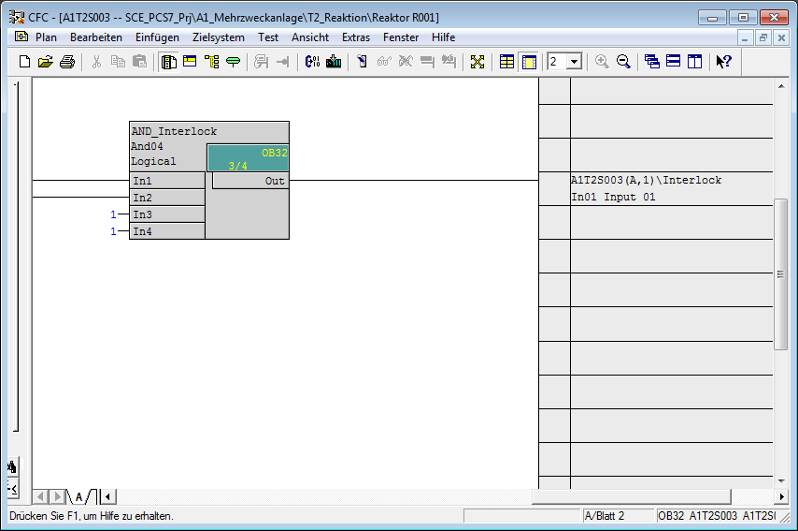 CFC - [A1T2S003 -- SCE_PCS7_Prj\A1_Mehrzweckanlage\T2_Reaktion\Reaktor R001]
Plan Bearbeiten Einfügen Zielsystem Test Ansicht Extras Fenster Hilfe
2
AND_Interlock
And04
Logical
OB32
3/4
In1 Out
In2
1 In3
1 In4
A1T2S003(A,1)\Interlock
In01 Input 01
A
Drücken Sie F1, um Hilfe zu erhalten.
A/Blatt 2
OB32 A1T2S003 A1T2S